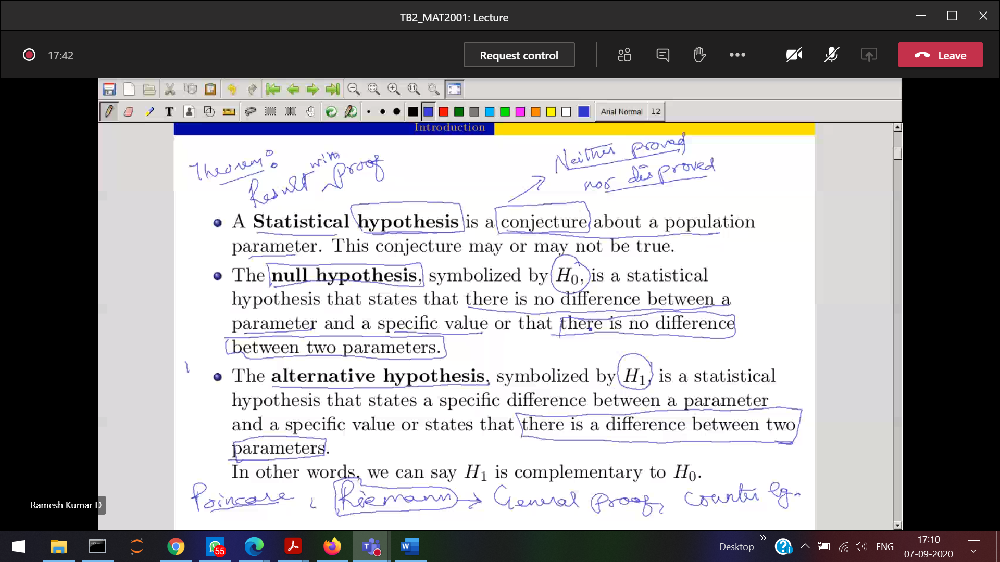 TB2_MAT2001: Lecture
17:42
Request control
Leave
Arial Normal 12
Introduction
Theorem:
Result with Proof
Neither proved
nor disproved
A Statistical hypothesis is a conjecture about a population
parameter. This conjecture may or may not be true.
The null hypothesis, symbolized by H0, is a statistical
hypothesis that states that there is no difference between a
parameter and a specific value or that there is no difference
between two parameters.
The alternative hypothesis, symbolized by H1, is a statistical
hypothesis that states a specific difference between a parameter
and a specific value or states that there is a difference between two
parameters.
In other words, we can say H1 is complementary to H0.
Poincare , Riemann → General proof, Counter Eg.
Ramesh Kumar D
55
Desktop
ENG
17:10
07-09-2020